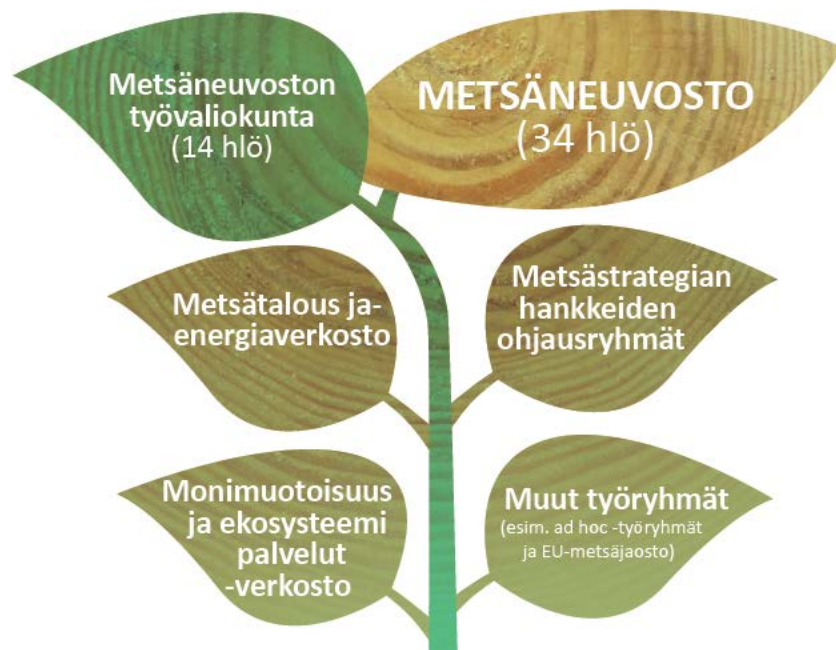 Metsäneuvoston
työvaliokunta
(14 hlö)
METSÄNEUVOSTO
(34 hlö)
Metsätalous ja-
energiaverkosto
Metsästrategian
hankkeiden
ohjausryhmät
Monimuotoisuus
ja ekosysteemi
palvelut
-verkosto
Muut työryhmät
(esim. ad hoc -työryhmät
ja EU-metsäjaosto)